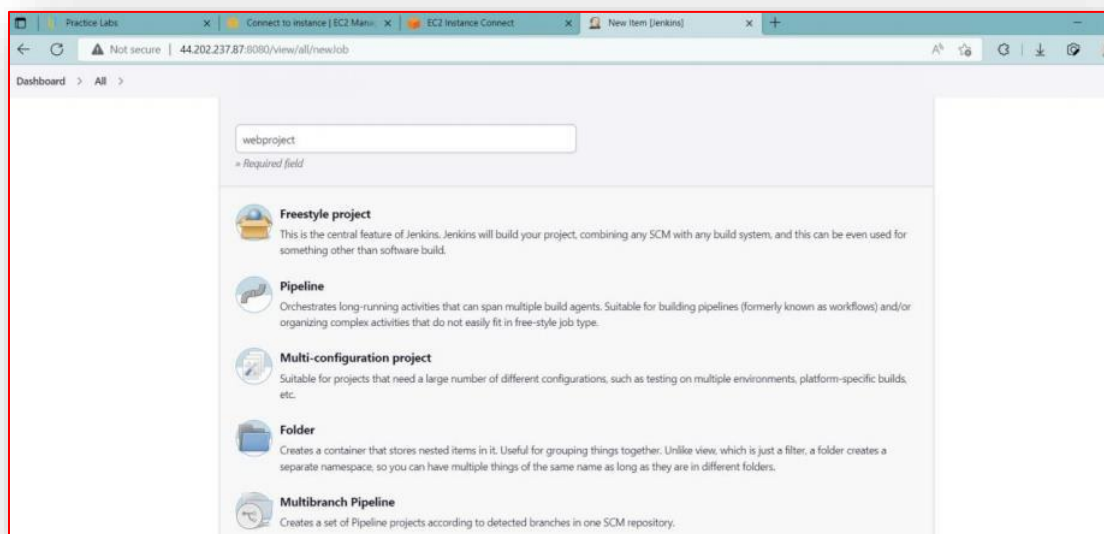 Practice Labs
Connect to instance | EC2 Manag
EC2 Instance Connect
New Item [Jenkins]
Not secure | 44.202.237.87:8080/view/all/newJob
Dashboard > All >
webproject
» Required field
Freestyle project
This is the central feature of Jenkins. Jenkins will build your project, combining any SCM with any build system, and this can be even used for
something other than software build.
Pipeline
Orchestrates long-running activities that can span multiple build agents. Suitable for building pipelines (formerly known as workflows) and/or
organizing complex activities that do not easily fit in free-style job type.
Multi-configuration project
Suitable for projects that need a large number of different configurations, such as testing on multiple environments, platform-specific builds,
etc.
Folder
Creates a container that stores nested items in it. Useful for grouping things together. Unlike view, which is just a filter, a folder creates a
separate namespace, so you can have multiple things of the same name as long as they are in different folders.
Multibranch Pipeline
Creates a set of Pipeline projects according to detected branches in one SCM repository.